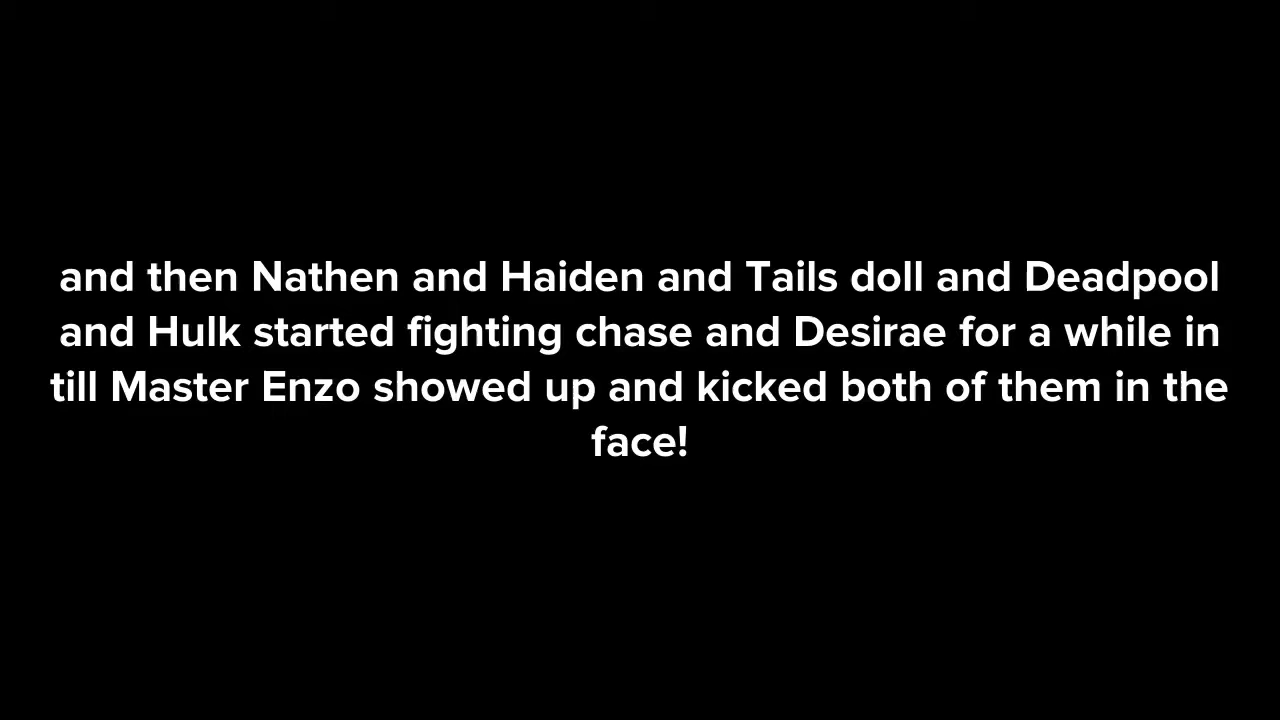 and then Nathen and Haiden and Tails doll and Deadpool
and Hulk started fighting chase and Desirae for a while in
till Master Enzo showed up and kicked both of them in the
face!